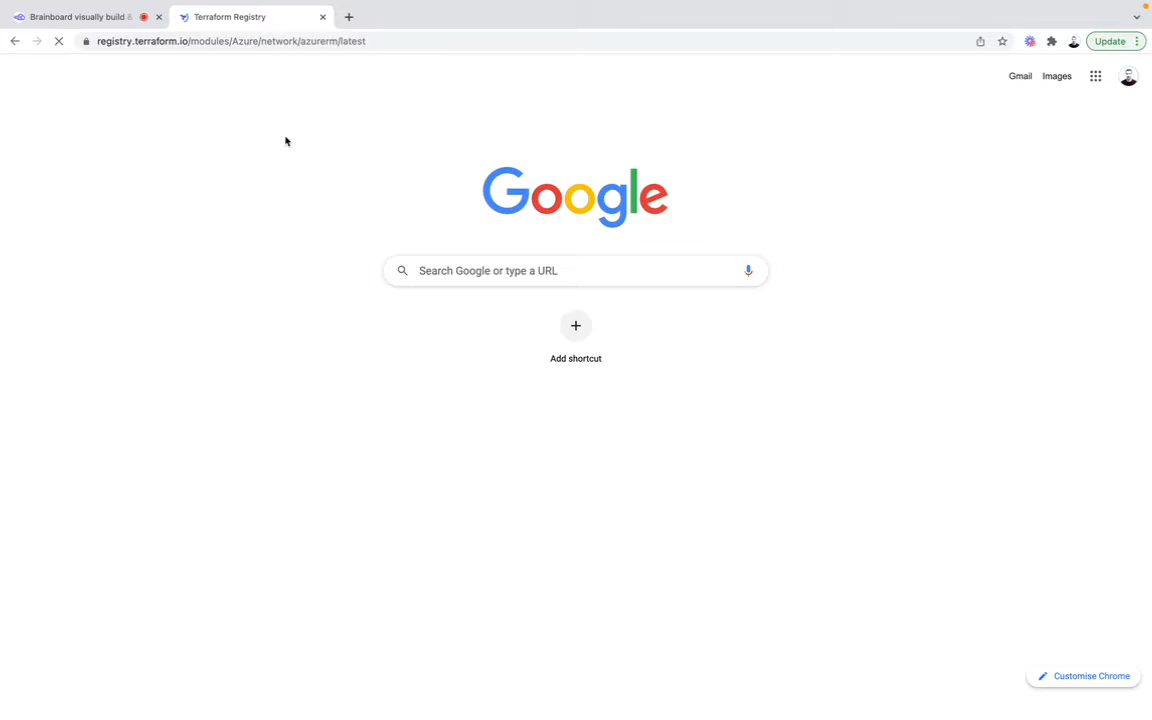 Brainboard visually build &
Terraform Registry
registry.terraform.io/modules/Azure/network/azurerm/latest
Update
Gmail
Images
Google
Search Google or type a URL
Add shortcut
Customise Chrome